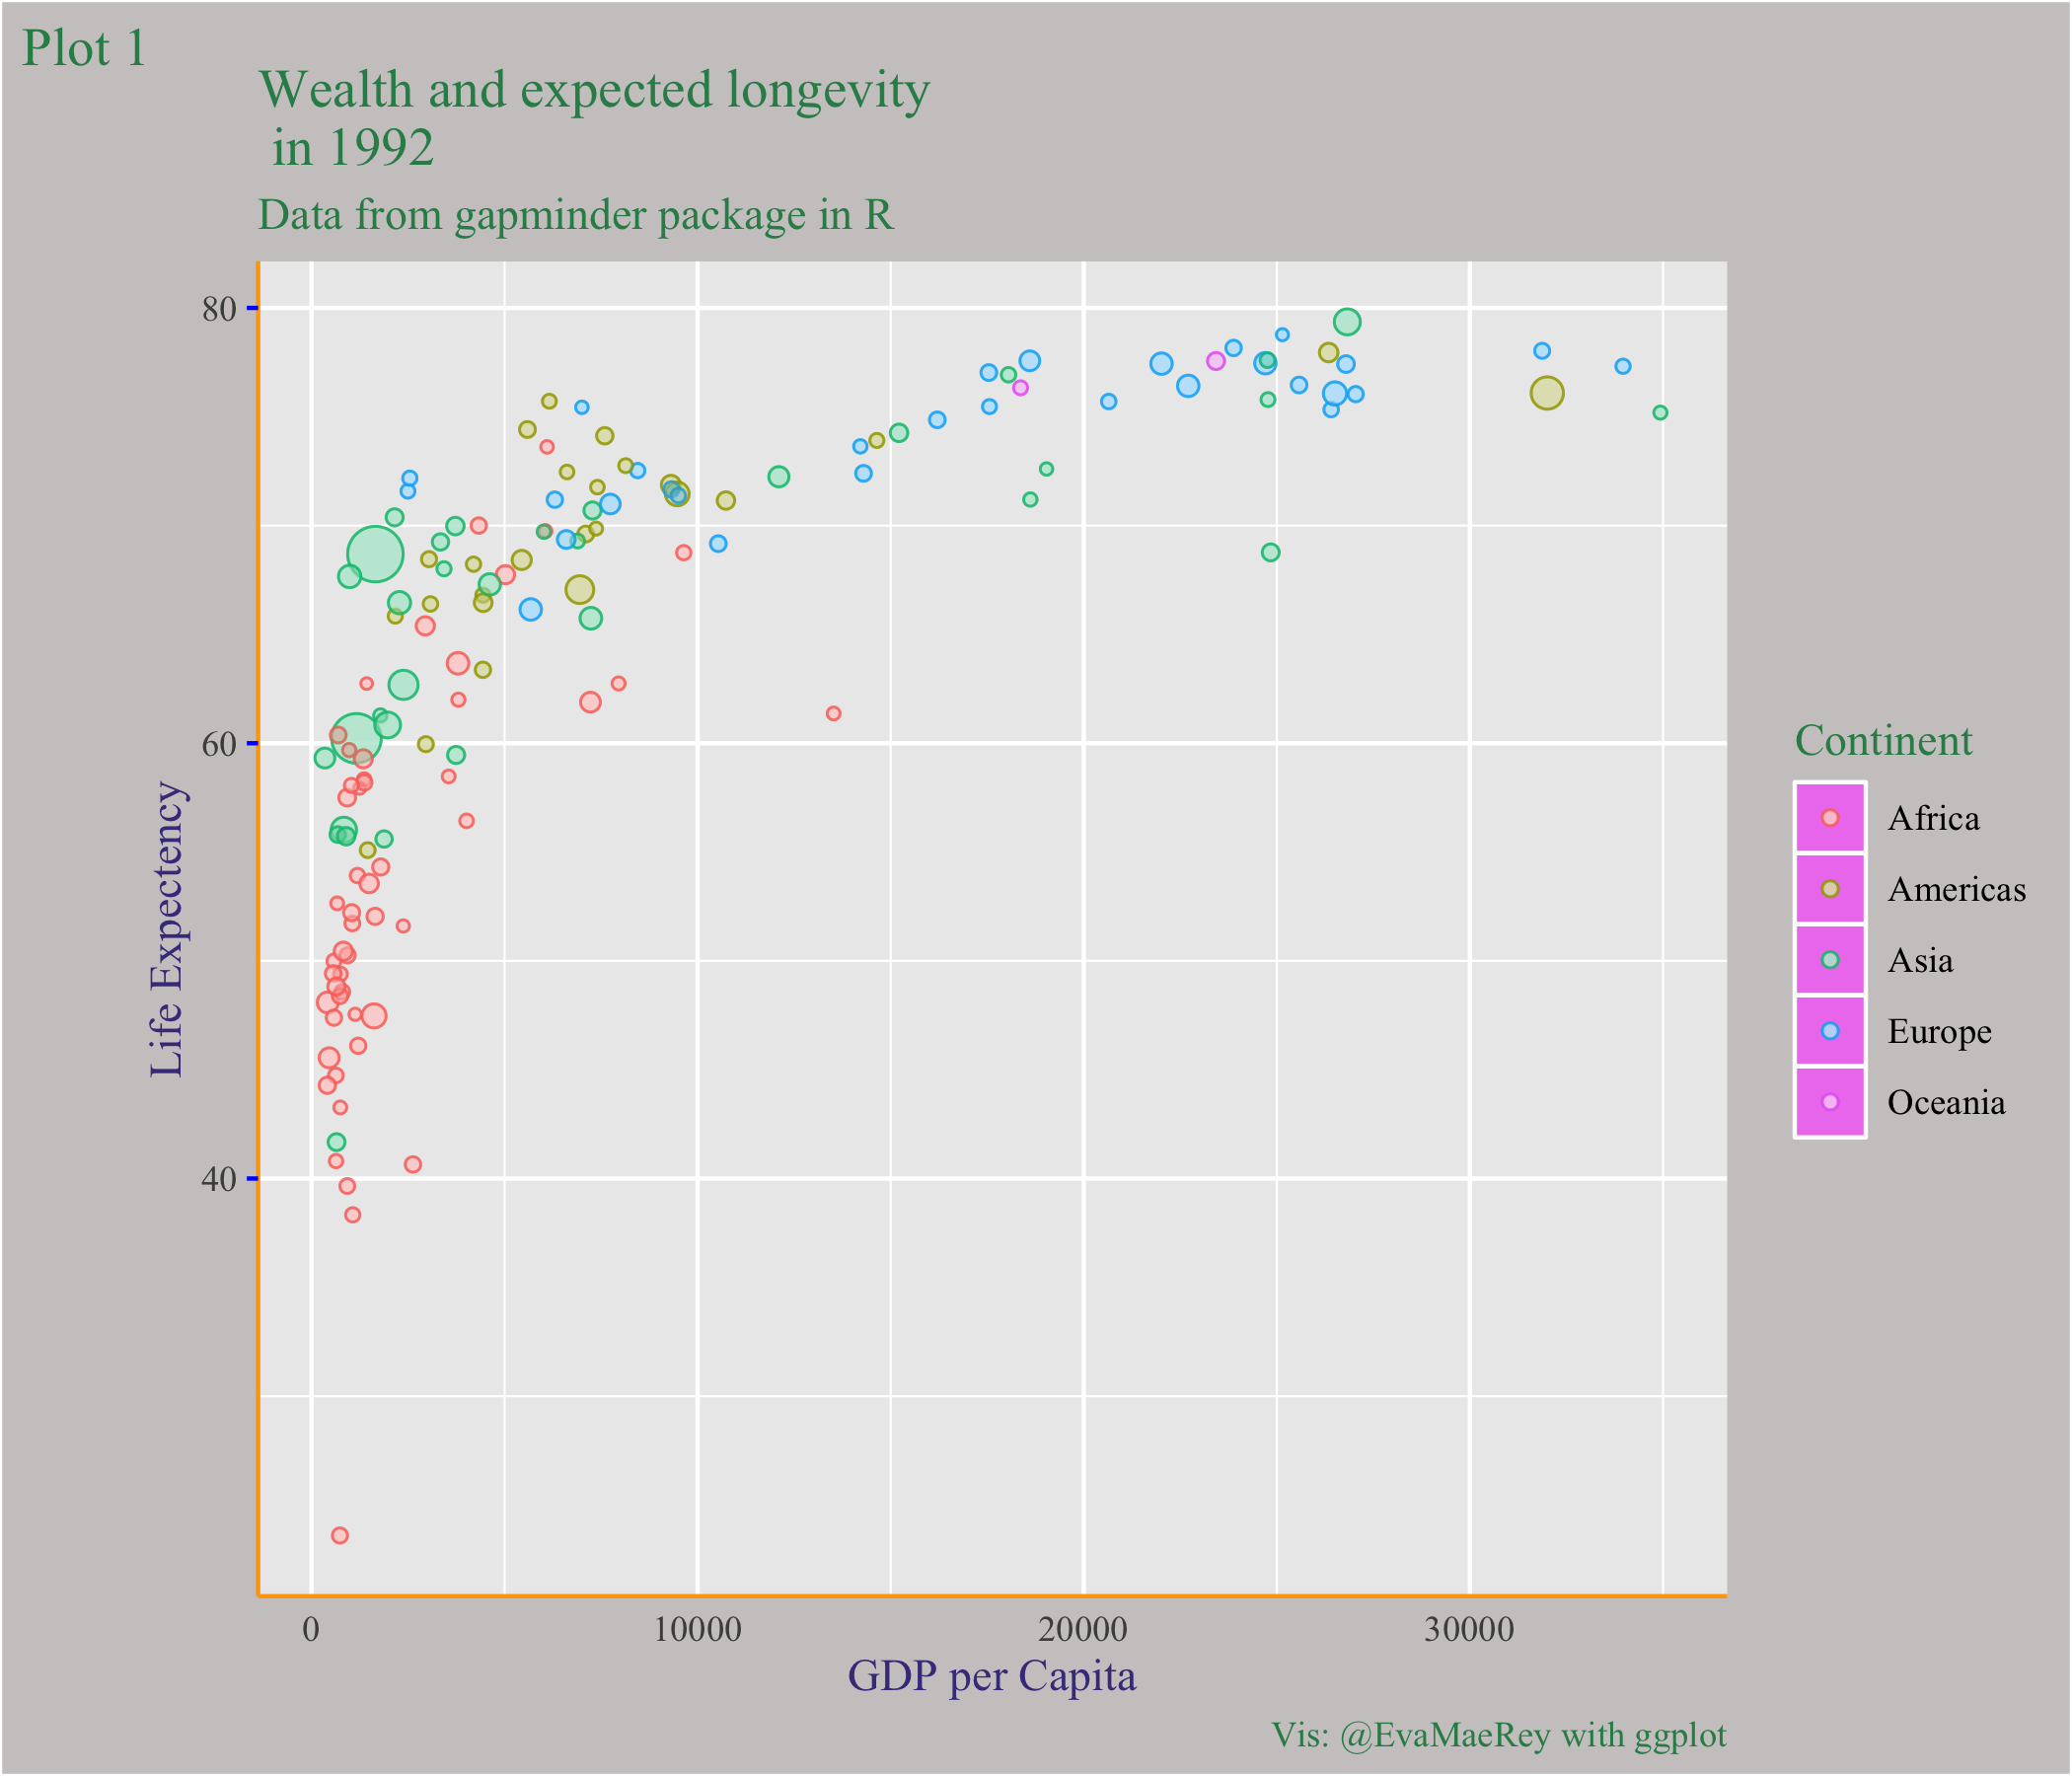 Plot 1
Wealth and expected longevity
in 1992
Data from gapminder package in R
80
60
40
Life Expectency
0 10000 20000 30000
GDP per Capita
Continent
Africa
Americas
Asia
Europe
Oceania
Vis: @EvaMaeRey with ggplot